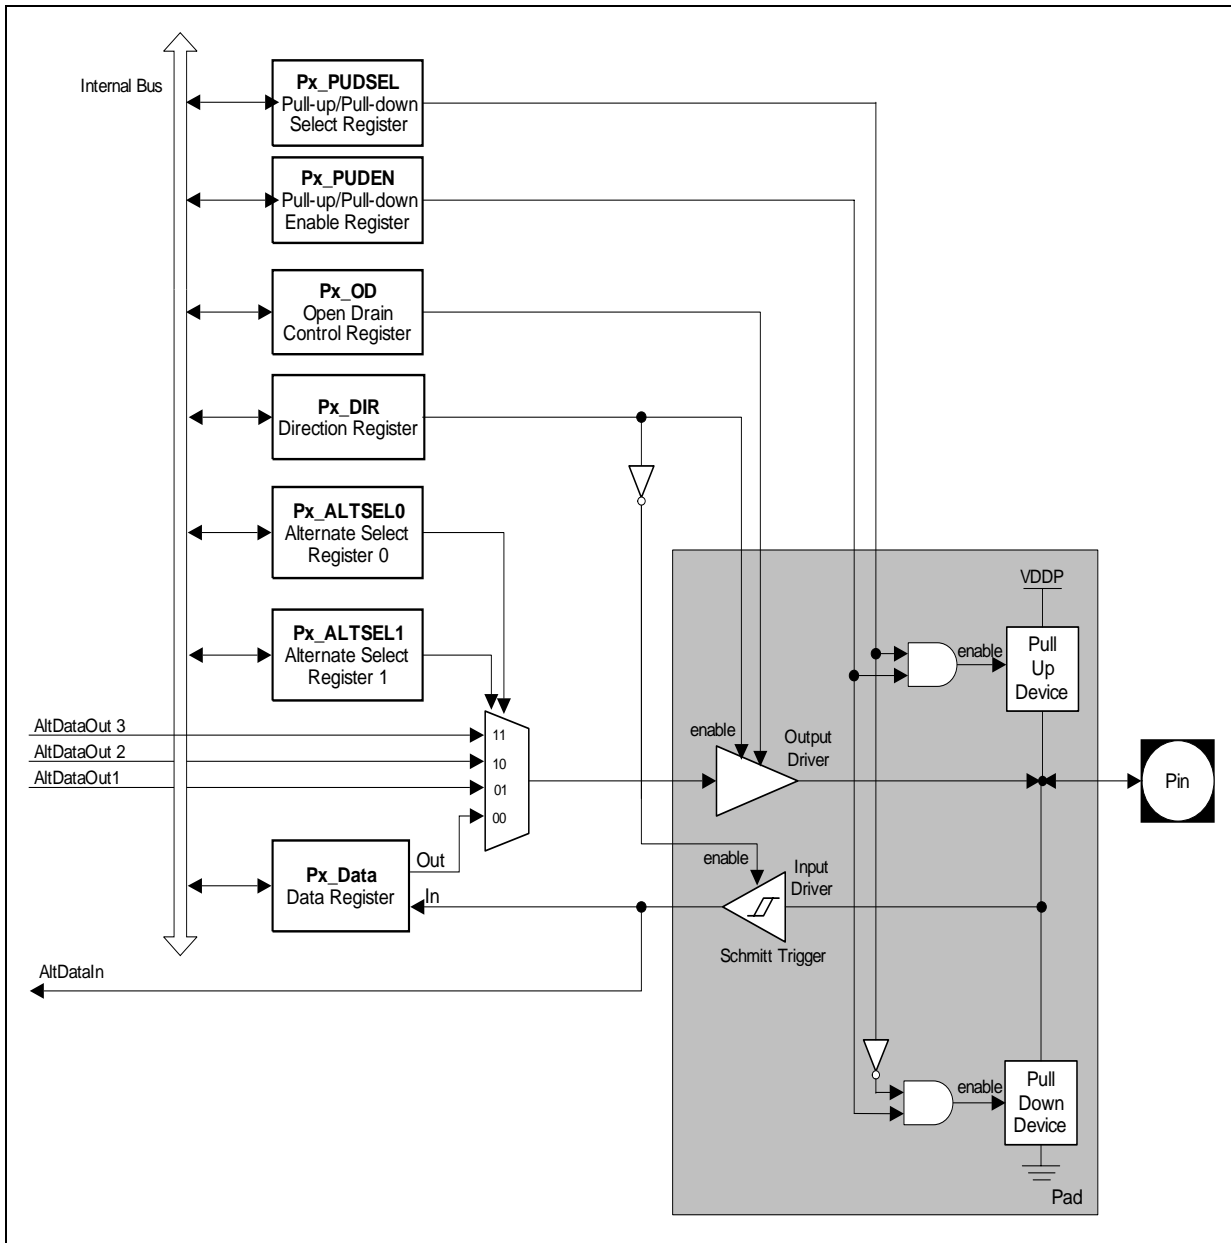 Internal Bus
Px_PUDSEL
Pull-up/Pull-down
Select Register
Px_PUDEN
Pull-up/Pull-down
Enable Register
Px_OD
Open Drain
Control Register
Px_DIR
Direction Register
Px_ALTSEL0
Alternate Select
Register 0
Px_ALTSEL1
Alternate Select
Register 1
AltDataOut 3
AltDataOut 2
AltDataOut1
11
10
01
00
Px_Data
Data Register
Out
In
AltDataIn
enable
Output
Driver
enable
Input
Driver
Schmitt Trigger
VDDP
enable
Pull
Up
Device
Pin
enable
Pull
Down
Device
Pad